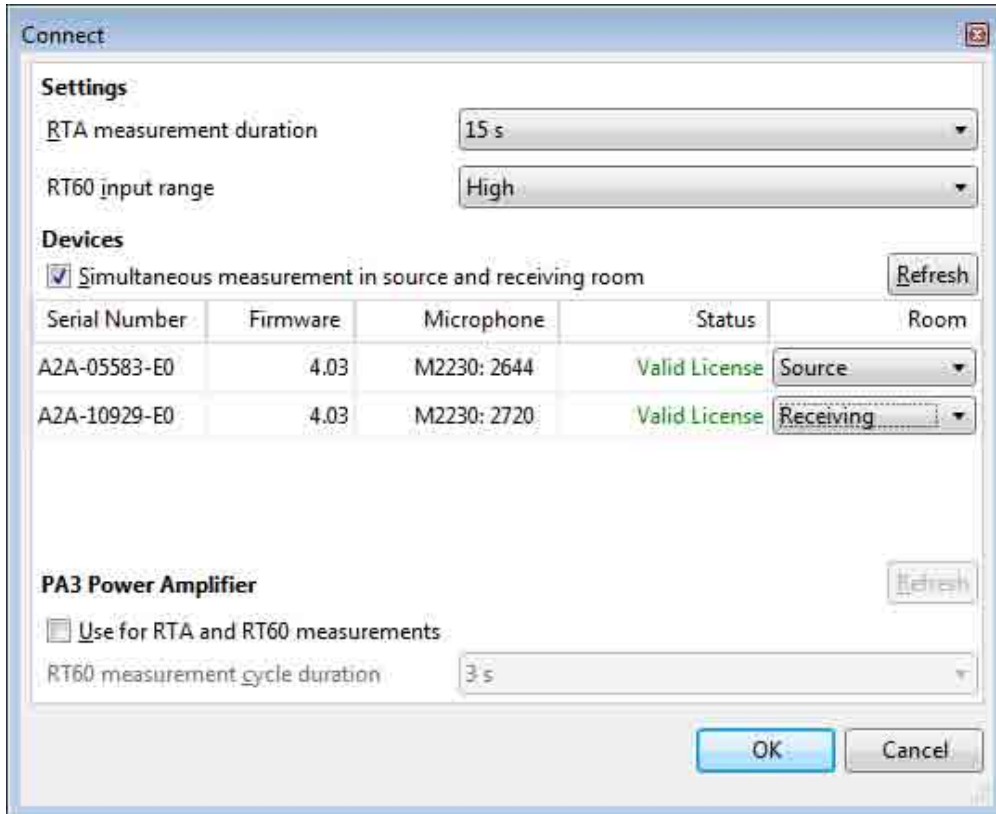 Connect
Settings
RTA measurement duration 15 s
RT60 input range High
Devices
Simultaneous measurement in source and receiving room Refresh
Serial Number Firmware Microphone Status Room
A2A-05583-E0 4.03 M2230: 2644 Valid License Source
A2A-10929-E0 4.03 M2230: 2720 Valid License Receiving
PA3 Power Amplifier Refresh
Use for RTA and RT60 measurements
RT60 measurement cycle duration 3 s
OK Cancel